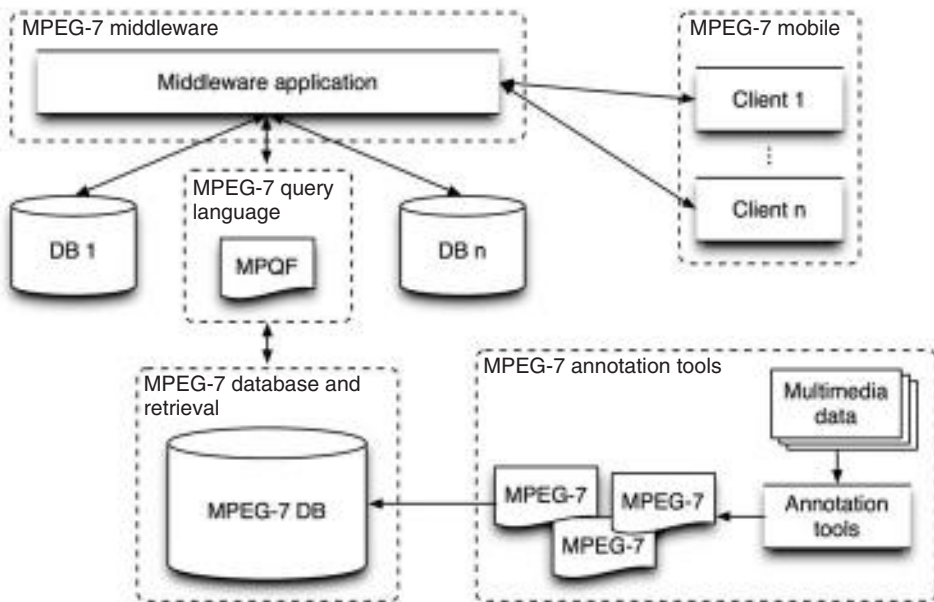 MPEG-7 middleware
Middleware application
MPEG-7 mobile
Client 1
Client n
MPEG-7 query
language
MPQF
DB 1
DB n
MPEG-7 database and
retrieval
MPEG-7 DB
MPEG-7 annotation tools
Multimedia
data
Annotation
tools
MPEG-7
MPEG-7
MPEG-7